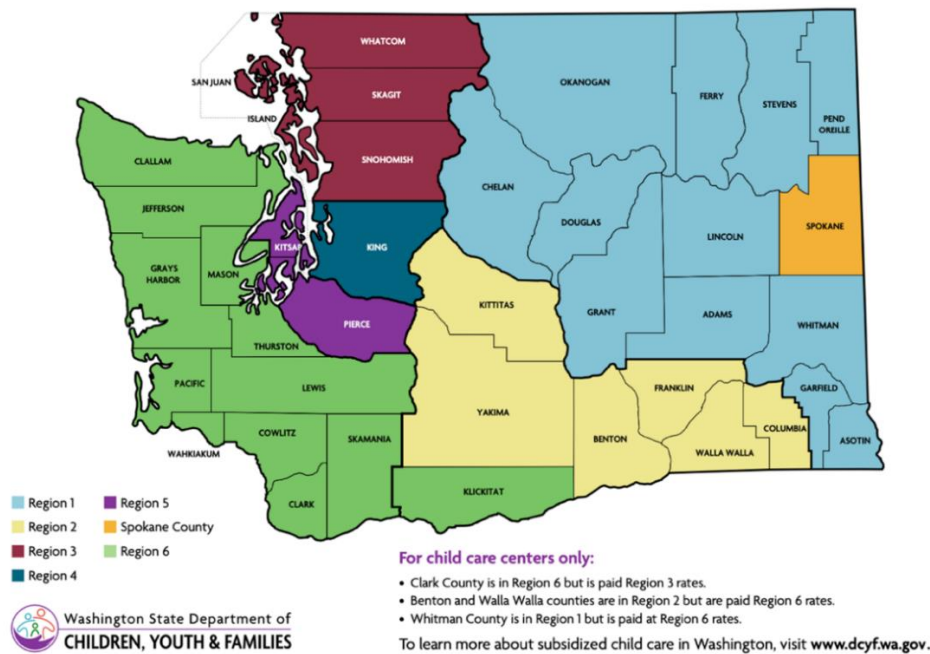 WHATCOM
SAN JUAN
SKAGIT
ISLAND
SNOHOMISH
OKANOGAN
FERRY
STEVENS
PEND
OREILLE
CLALLAM
JEFFERSON
CHELAN
DOUGLAS
LINCOLN
SPOKANE
KITSAP
KING
GRAYS
HARBOR
MASON
KITTITAS
GRANT
ADAMS
WHITMAN
PIERCE
THURSTON
PACIFIC
LEWIS
YAKIMA
FRANKLIN
GARFIELD
BENTON
WALLA WALLA
COLUMBIA
ASOTIN
WAHKIAKUM
COWLITZ
SKAMANIA
CLARK
KLICKITAT
Region 1
Region 2
Region 3
Region 4
Region 5
Spokane County
Region 6
For child care centers only:
• Clark County is in Region 6 but is paid Region 3 rates.
• Benton and Walla Walla counties are in Region 2 but are paid Region 6 rates.
• Whitman County is in Region 1 but is paid at Region 6 rates.
To learn more about subsidized child care in Washington, visit www.dcyf.wa.gov.
Washington State Department of
CHILDREN, YOUTH & FAMILIES